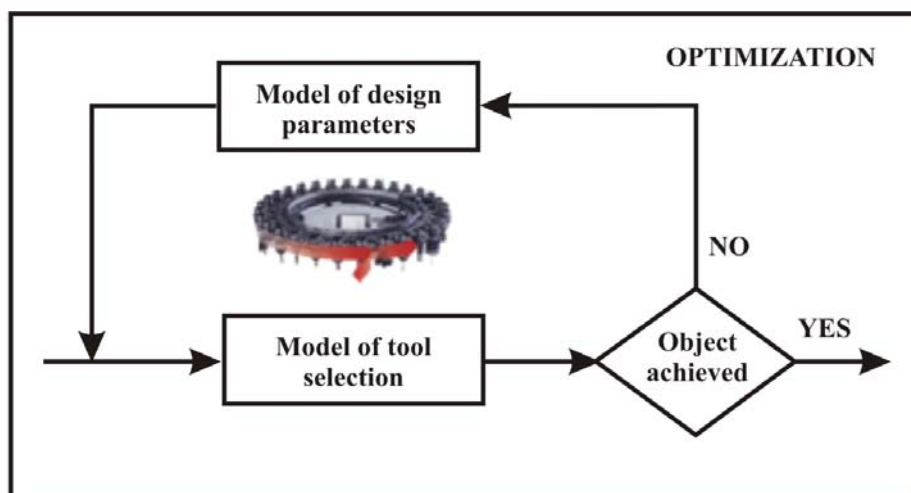 OPTIMIZATION
Model of design
parameters
NO
YES
Model of tool
selection
Object
achieved